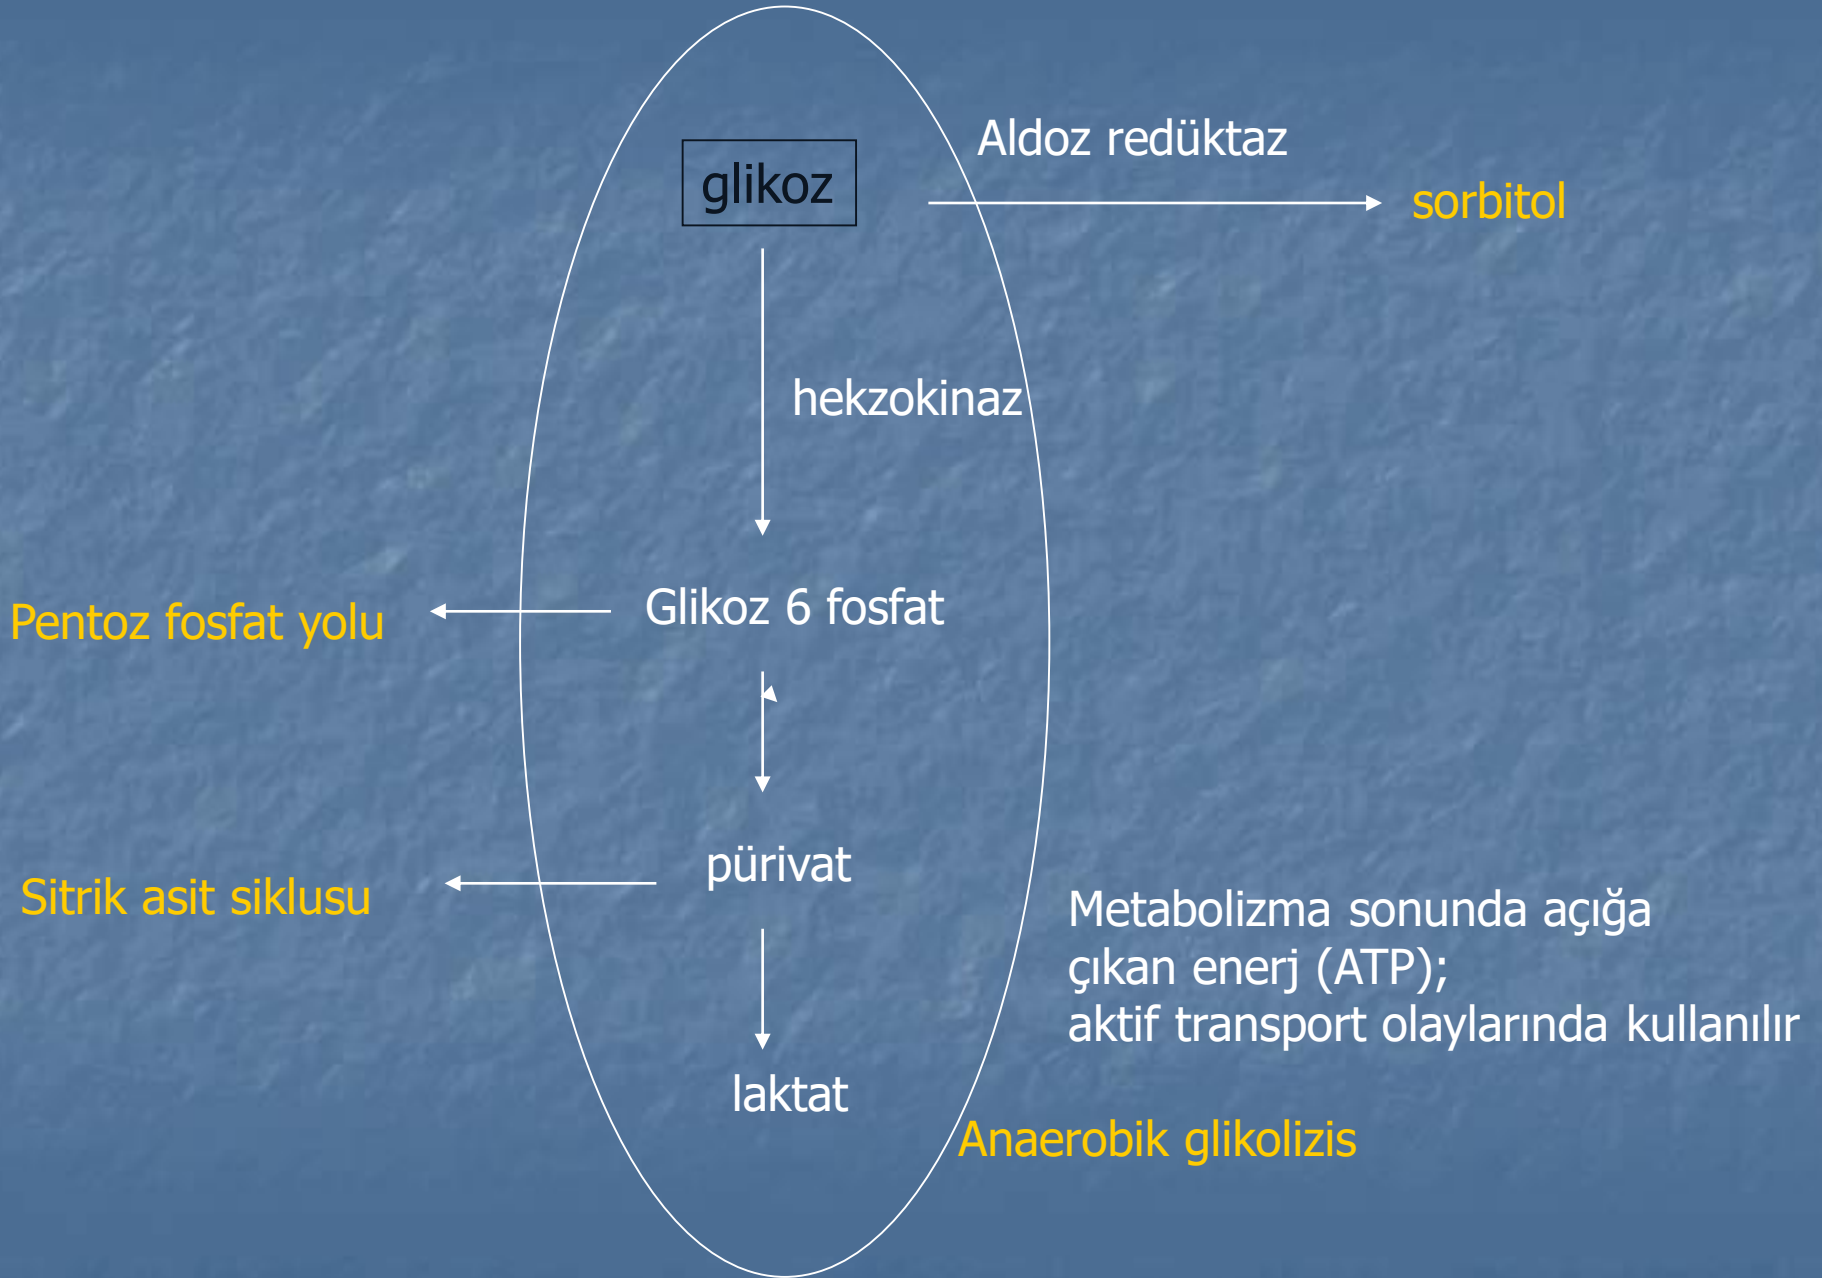 Aldoz redüktaz
glikoz
sorbitol
hekzokinaz
Glikoz 6 fosfat
Pentoz fosfat yolu
pürivat
Sitrik asit siklusu
Metabolizma sonunda açığa
çıkan enerj (ATP);
aktif transport olaylarında kullanılır
laktat
Anaerobik glikolizis